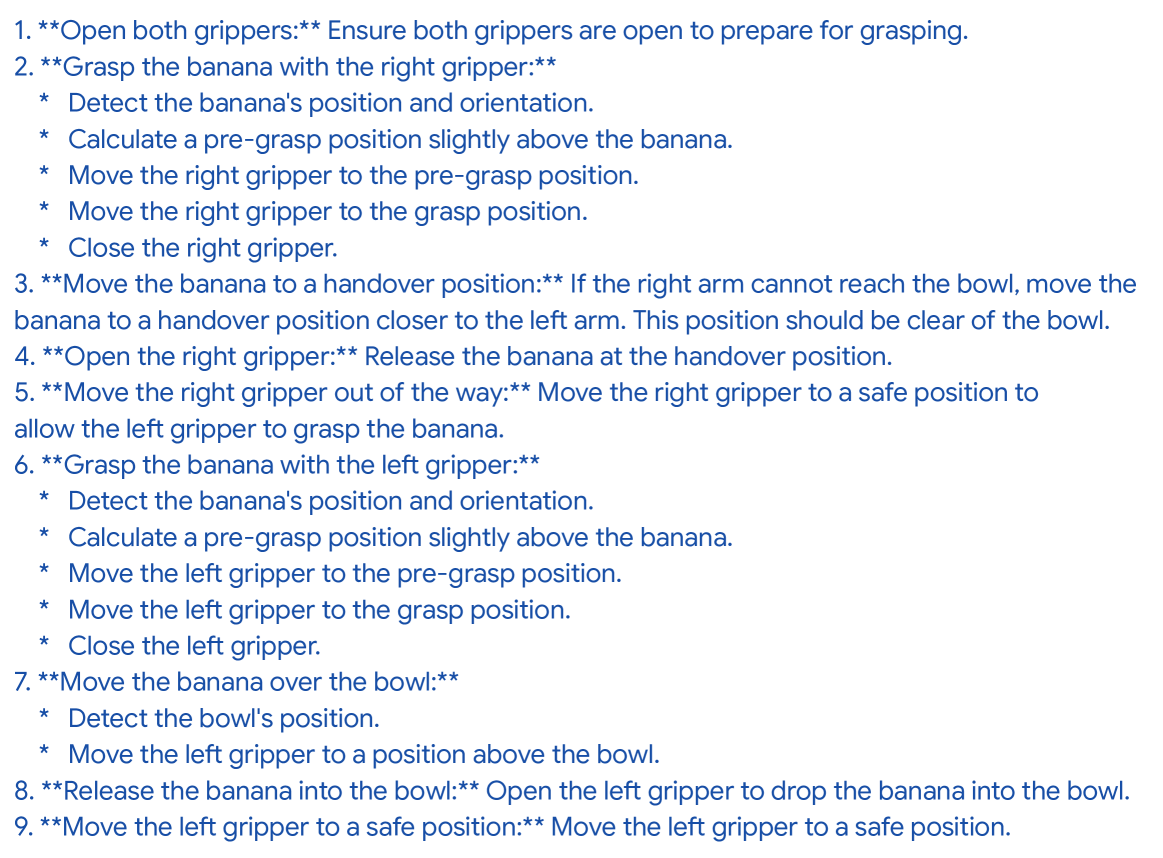 1. **Open both grippers:** Ensure both grippers are open to prepare for grasping.
2. **Grasp the banana with the right gripper:**
*   Detect the banana's position and orientation.
*   Calculate a pre-grasp position slightly above the banana.
*   Move the right gripper to the pre-grasp position.
*   Move the right gripper to the grasp position.
*   Close the right gripper.
3. **Move the banana to a handover position:** If the right arm cannot reach the bowl, move the
banana to a handover position closer to the left arm. This position should be clear of the bowl.
4. **Open the right gripper:** Release the banana at the handover position.
5. **Move the right gripper out of the way:** Move the right gripper to a safe position to
allow the left gripper to grasp the banana.
6. **Grasp the banana with the left gripper:**
*   Detect the banana's position and orientation.
*   Calculate a pre-grasp position slightly above the banana.
*   Move the left gripper to the pre-grasp position.
*   Move the left gripper to the grasp position.
*   Close the left gripper.
7. **Move the banana over the bowl:**
*   Detect the bowl's position.
*   Move the left gripper to a position above the bowl.
8. **Release the banana into the bowl:** Open the left gripper to drop the banana into the bowl.
9. **Move the left gripper to a safe position:** Move the left gripper to a safe position.